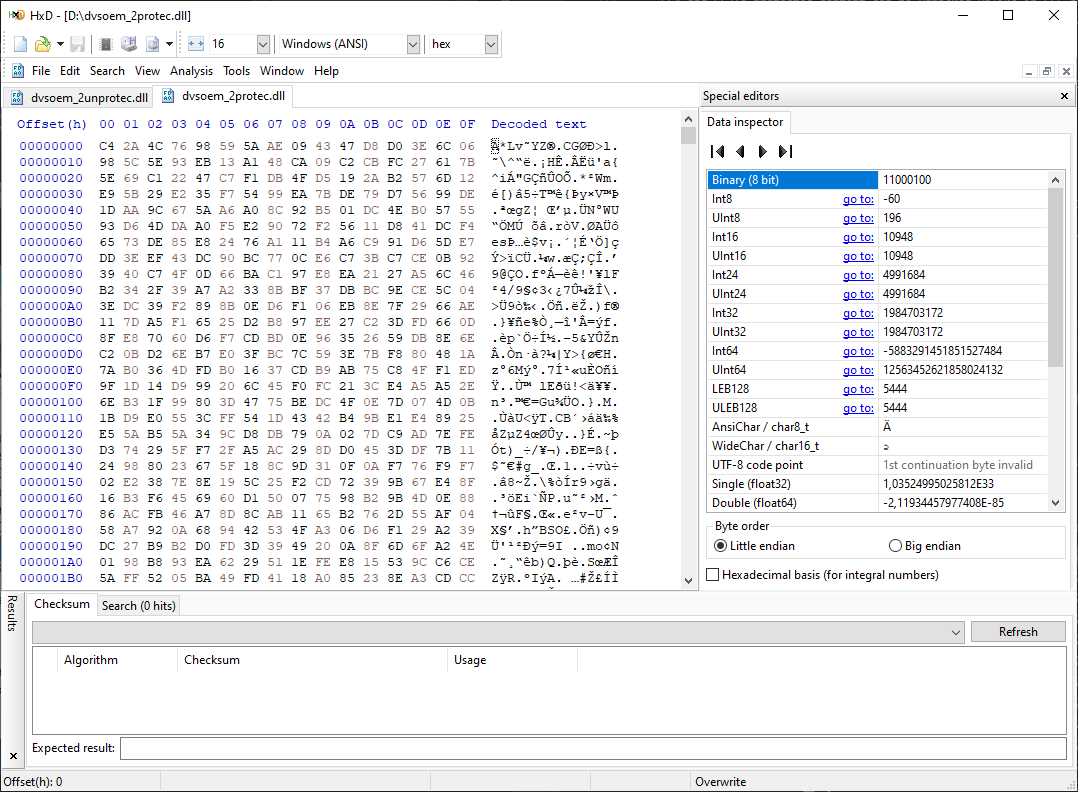 HxD - [D:\dvsoem_2protec.dll]
16 Windows (ANSI) hex
File Edit Search View Analysis Tools Window Help
dvsoem_2unprotec.dll dvsoem_2protec.dll
Offset(h) 00 01 02 03 04 05 06 07 08 09 0A 0B 0C 0D 0E 0F Decoded text
00000000 C4 2A 4C 76 98 59 5A AE 09 43 47 D8 D0 3E 6C 06 Ä*Lv˜YZ®.CGØÐ>l.
00000010 98 5C 5E 93 EB 13 A1 48 CA 09 C2 CB FC 27 61 7B ˜\^“ë.¡HÊ.ÂËü'a{
00000020 5E 69 C1 22 47 C7 F1 DB 4F D5 19 2A B2 57 6D 12 ^iÁ"GÇñÛOÕ.*²Wm.
00000030 E9 5B 29 E2 35 F7 54 99 EA 7B DE 79 D7 56 99 DE é[)â5÷T™ê{Þy×V™Þ
00000040 1D AA 9C 67 5A A6 A0 8C 92 B5 01 DC 4E B0 57 55 .ªœgZ¦ Œ’µ.ÜN°WU
00000050 93 D6 4D DA A0 F5 E2 90 72 F2 56 11 D8 41 DC F4 “ÖMÚ õâ.ròV.ØAÜô
00000060 65 73 DE 85 E8 24 76 A1 11 B4 A6 C9 91 D6 5D E7 esÞ…è$v¡.´¦É‘Ö]ç
00000070 DD 3E EF 43 DC 90 BC 77 0C E6 C7 3B C7 CE 0B 92 Ý>ïCÜ.¼w.æÇ;ÇÎ.’
00000080 39 40 C7 4F 0D 66 BA C1 97 E8 EA 21 27 A5 6C 46 9@ÇO.fºÁ—èê!'¥lF
00000090 B2 34 2F 39 A7 A2 33 8B BF 37 DB BC 9E CE 5C 04 ²4/9§¢3‹¿7Û¼žÎ\.
000000A0 3E DC 39 F2 89 8B 0E D6 F1 06 EB 8E 7F 29 66 AE >Ü9ò‰‹.Öñ.ëŽ.)f®
000000B0 11 7D A5 F1 65 25 D2 B8 97 EE 27 C2 3D FD 66 0D .}¥ñe%Ò¸—î'Â=ýf.
000000C0 8F E8 70 60 D6 F7 CD BD 0E 96 35 26 59 DB 8E 6E .èp`Ö÷Í½.–5&YÛŽn
000000D0 C2 0B D2 6E B7 E0 3F BC 7C 59 3E 7B F8 80 48 1A Â.Òn·à?¼|Y>{ø€H.
000000E0 7A B0 36 4D FD B0 16 37 CD B9 AB 75 C8 4F F1 ED z°6Mý°.7Í¹«uÈOñí
000000F0 9F 1D 14 D9 99 20 6C 45 F0 FC 21 3C E4 A5 A5 2E Ÿ..Ù™ lEðü!<ä¥¥.
00000100 6E B3 1F 99 80 3D 47 75 BE DC 4F 0E 7D 07 4D 0B n³.™€=Gu¾ÜO.}.M.
00000110 1B D9 E0 55 3C FF 54 1D 43 42 B4 9B E1 E4 89 25 .ÙàU<ÿT.CB´›áä‰%
00000120 E5 5A B5 5A 34 9C D8 DB 79 0A 02 7D C9 AD 7E FE åZµZ4œØÛy..}É.~þ
00000130 D3 74 29 5F F7 2F A5 AC 29 8D D0 45 3D DF 7B 11 Ót)_÷/¥¬).ÐE=ß{.
00000140 24 98 80 23 67 5F 18 8C 9D 31 0F 0A F7 76 F9 F7 $˜€#g_.Œ.1..÷vù÷
00000150 02 E2 38 7E 8E 19 5C 25 F2 CD 72 39 9B 67 E8 8F .â8~Ž.\%òÍr9›gè.
00000160 16 B3 F6 45 69 60 D1 50 07 75 98 B2 9B 4D 0E 88 .³öEi`ÑP.u˜²›M.ˆ
00000170 86 AC FB 46 A7 8D 8C AB 11 65 B2 76 2D 55 AF 04 †¬ûF§.Œ«.e²v-U¯.
00000180 58 A7 92 0A 68 94 42 53 4F A3 06 D6 F1 29 A2 39 X§’.h”BSO£.Öñ)¢9
00000190 DC 27 B9 B2 D0 FD 3D 39 49 20 0A 8F 6D 6F A2 4E Ü'¹²Ðý=9I ..mo¢N
000001A0 01 98 B8 93 EA 62 29 51 1E FE E8 15 53 9C C6 CE .˜¸“êb)Q.þè.SœÆÎ
000001B0 5A FF 52 05 BA 49 FD 41 18 A0 85 23 8E A3 CD CC ZÿR.ºIýA. …#Ž£ÍÌ
Special editors
Data inspector
Binary (8 bit) 11000100
Int8 go to: -60
UInt8 go to: 196
Int16 go to: 10948
UInt16 go to: 10948
Int24 go to: 4991684
UInt24 go to: 4991684
Int32 go to: 1984703172
UInt32 go to: 1984703172
Int64 go to: -5883291451851527484
UInt64 go to: 12563452621858024132
LEB128 go to: 5444
ULEB128 go to: 5444
AnsiChar / char8_t Ä
WideChar / char16_t
UTF-8 code point 1st continuation byte invalid
Single (float32) 1,03524995025812E33
Double (float64) -2,11934457977408E-85
Byte order
Little endian Big endian
Hexadecimal basis (for integral numbers)
Results
Checksum Search (0 hits)
Refresh
Algorithm Checksum Usage
Expected result:
Offset(h): 0 Overwrite